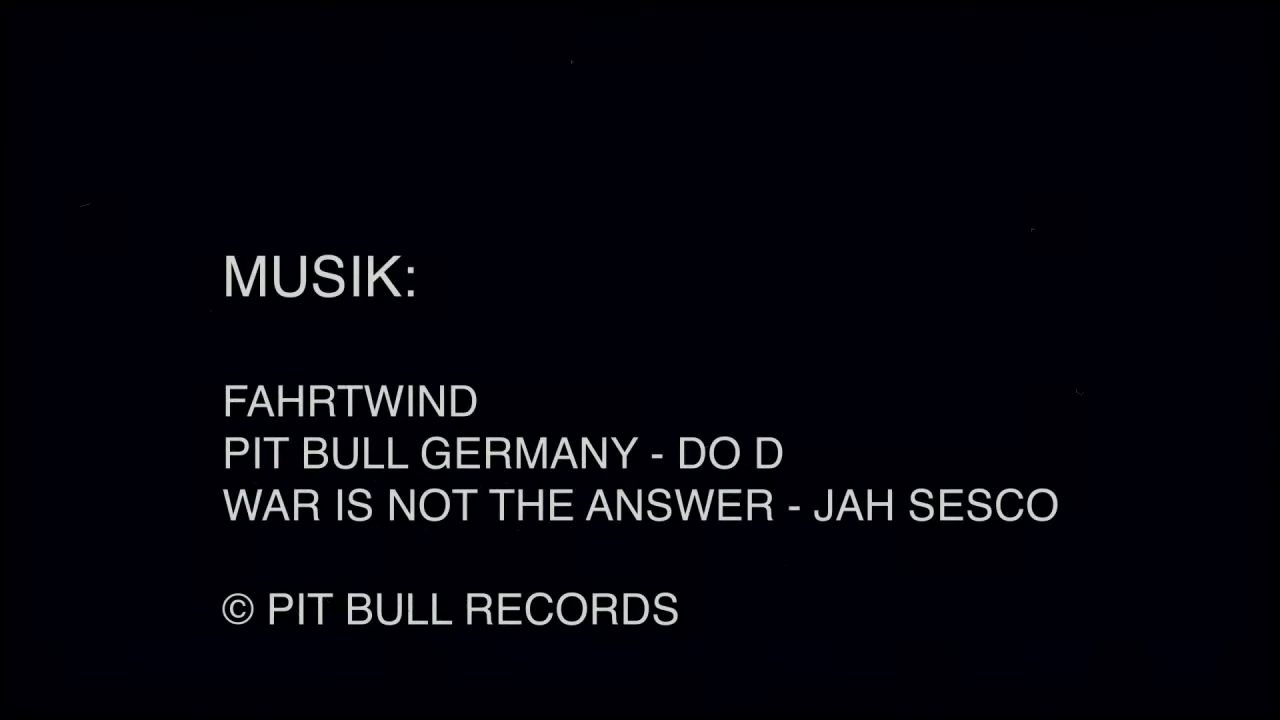 MUSIK:
FAHRTWIND
PIT BULL GERMANY - DO D
WAR IS NOT THE ANSWER - JAH SESCO
© PIT BULL RECORDS